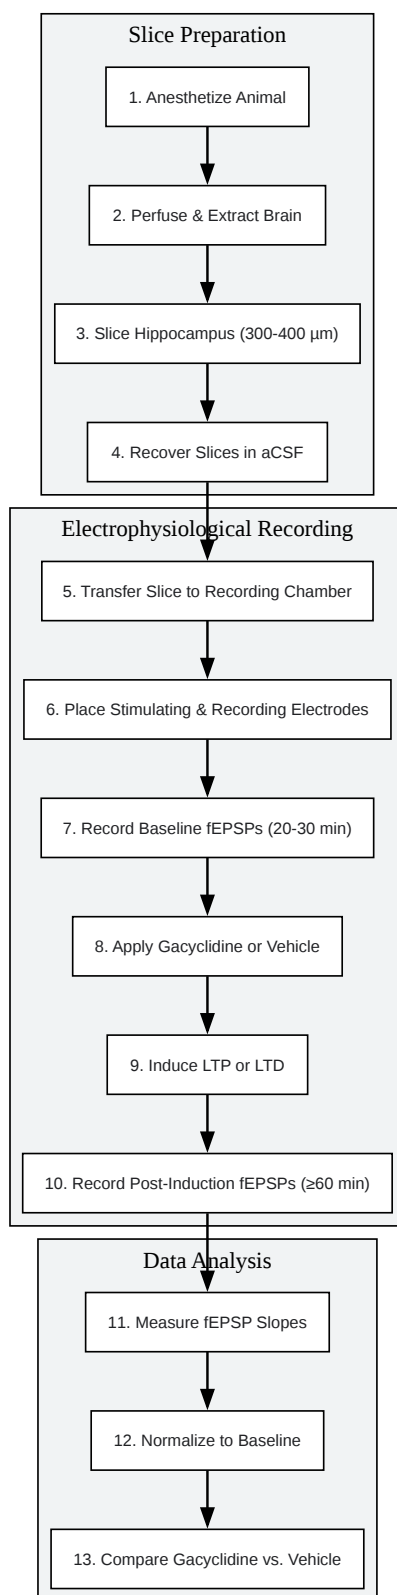 Slice Preparation
1. Anesthetize Animal
2. Perfuse & Extract Brain
3. Slice Hippocampus (300-400 µm)
4. Recover Slices in aCSF
Electrophysiological Recording
5. Transfer Slice to Recording Chamber
6. Place Stimulating & Recording Electrodes
7. Record Baseline fEPSPs (20-30 min)
8. Apply Gacyclidine or Vehicle
9. Induce LTP or LTD
10. Record Post-Induction fEPSPs (≥60 min)
Data Analysis
11. Measure fEPSP Slopes
12. Normalize to Baseline
13. Compare Gacyclidine vs. Vehicle